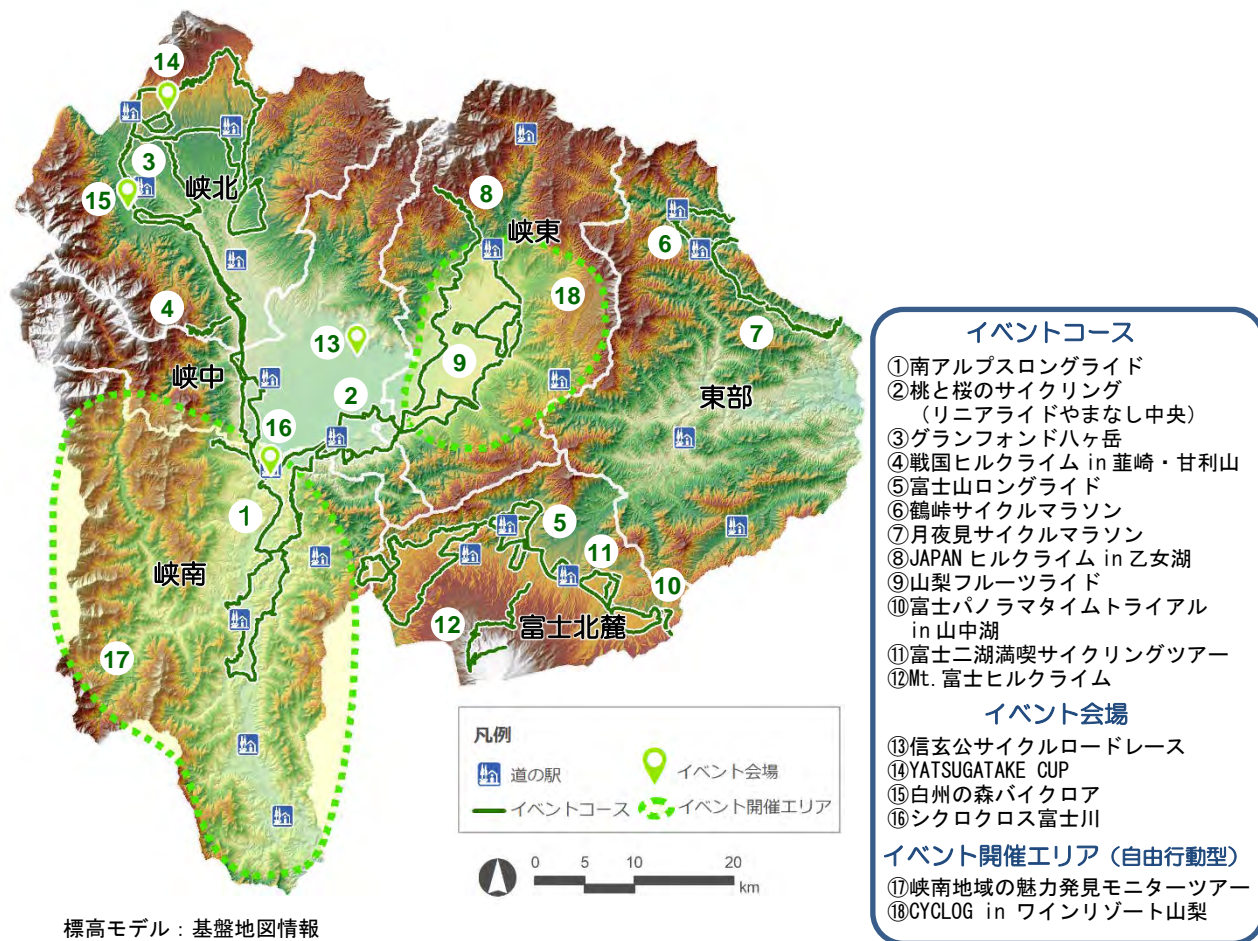 14
3
峡北
15
8
峡東
6
18
4
7
13
9
峡中
2
東部
16
1
5
峡南
11
10
12
富士北麓
17
凡例
道の駅
イベント会場
イベントコース
イベント開催エリア
0 5 10 20
km
標高モデル:基盤地図情報
イベントコース
①南アルプスロングライド
②桃と桜のサイクリング
(リニアライドやまなし中央)
③グランフォンド八ヶ岳
④戦国ヒルクライム in 韮崎・甘利山
⑤富士山ロングライド
⑥鶴峠サイクルマラソン
⑦月夜見サイクルマラソン
⑧JAPAN ヒルクライム in 乙女湖
⑨山梨フルーツライド
⑩富士パノラマタイムトライアル
in 山中湖
⑪富士二湖満喫サイクリングツアー
⑫Mt.富士ヒルクライム
イベント会場
⑬信玄公サイクルロードレース
⑭YATSUGATAKE CUP
⑮白州の森バイクロア
⑯シクロクロス富士川
イベント開催エリア(自由行動型)
⑰峡南地域の魅力発見モニターツアー
⑱CYCLOG in ワインリゾート山梨